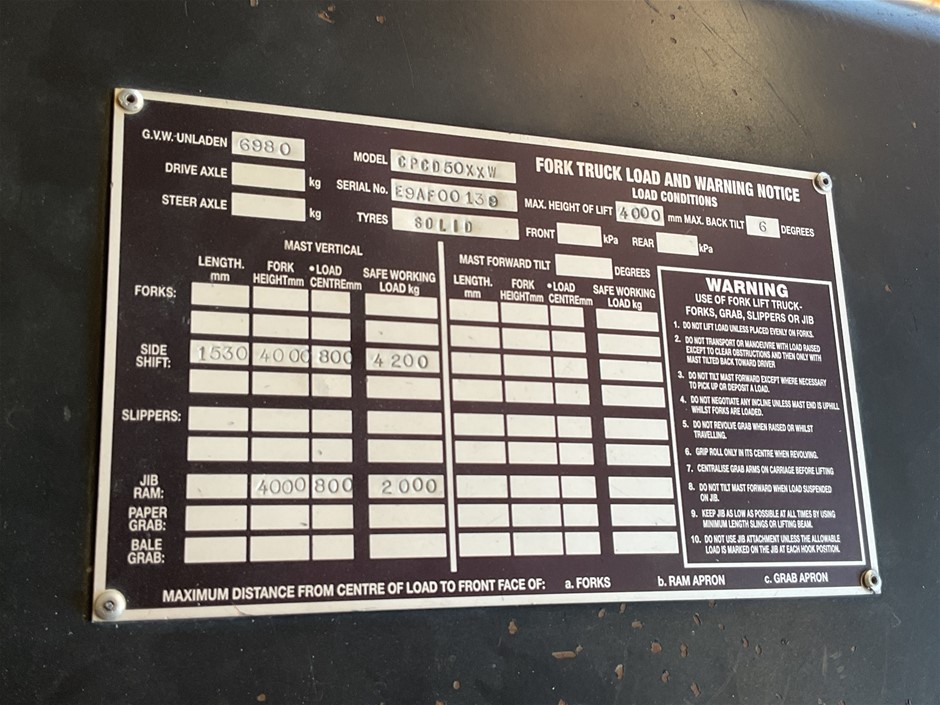 G.V.W. UNLADEN 6980
DRIVE AXLE kg
STEER AXLE kg
MODEL CPCD50XXW
SERIAL No. E9AF00139
TYRES SOLID
FORK TRUCK LOAD AND WARNING NOTICE
LOAD CONDITIONS
MAX. HEIGHT OF LIFT 4000 mm MAX. BACK TILT 6 DEGREES
FRONT kPa REAR kPa
MAST VERTICAL
LENGTH. mm FORK HEIGHTmm •LOAD CENTREmm SAFE WORKING LOAD kg
FORKS:
SIDE SHIFT: 1530 4000 800 4200
SLIPPERS:
JIB RAM: 4000 800 2000
PAPER GRAB:
BALE GRAB:
MAST FORWARD TILT DEGREES
LENGTH. mm FORK HEIGHTmm •LOAD CENTREmm SAFE WORKING LOAD kg
WARNING
USE OF FORK LIFT TRUCK-
FORKS, GRAB, SLIPPERS OR JIB
1. DO NOT LIFT LOAD UNLESS PLACED EVENLY ON FORKS.
2. DO NOT TRANSPORT OR MANOEUVRE WITH LOAD RAISED
EXCEPT TO CLEAR OBSTRUCTIONS AND THEN ONLY WITH
MAST TILTED BACK TOWARD DRIVER
3. DO NOT TILT MAST FORWARD EXCEPT WHERE NECESSARY
TO PICK UP OR DEPOSIT A LOAD.
4. DO NOT NEGOTIATE ANY INCLINE UNLESS MAST END IS UPHILL
WHILST FORKS ARE LOADED.
5. DO NOT REVOLVE GRAB WHEN RAISED OR WHILST
TRAVELLING.
6. GRIP ROLL ONLY IN ITS CENTRE WHEN REVOLVING.
7. CENTRALISE GRAB ARMS ON CARRIAGE BEFORE LIFTING
8. DO NOT TILT MAST FORWARD WHEN LOAD SUSPENDED
ON JIB.
9. KEEP JIB AS LOW AS POSSIBLE AT ALL TIMES BY USING
MINIMUM LENGTH SLINGS OR LIFTING BEAM.
10. DO NOT USE JIB ATTACHMENT UNLESS THE ALLOWABLE
LOAD IS MARKED ON THE JIB AT EACH HOOK POSITION.
MAXIMUM DISTANCE FROM CENTRE OF LOAD TO FRONT FACE OF: a. FORKS b. RAM APRON c. GRAB APRON